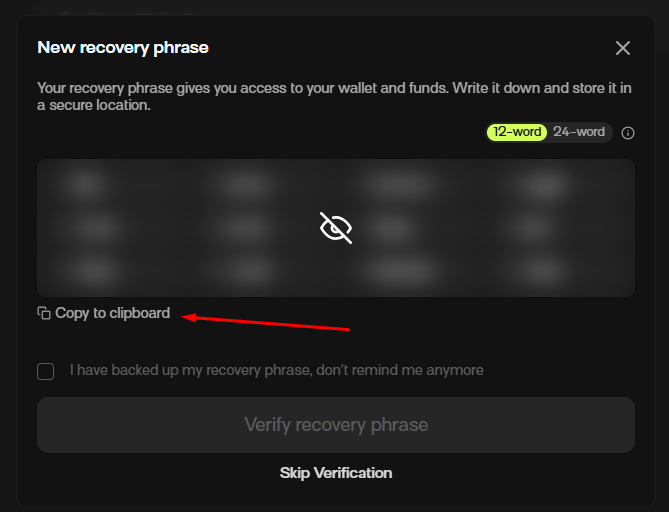 New recovery phrase
Your recovery phrase gives you access to your wallet and funds. Write it down and store it in
a secure location.
12-word 24-word
Copy to clipboard
I have backed up my recovery phrase, don't remind me anymore
Verify recovery phrase
Skip Verification